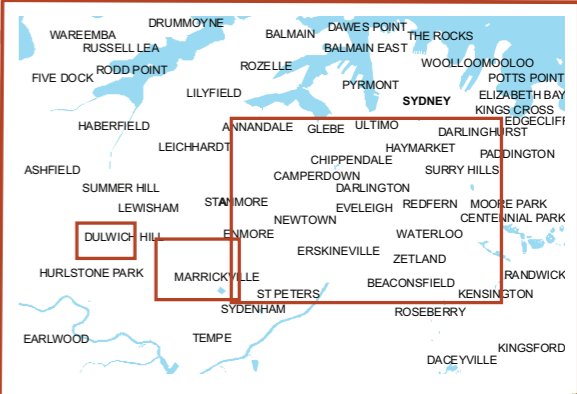 DRUMMOYNE
DAWES POINT
WAREEMBA
BALMAIN
THE ROCKS
RUSSELL LEA
BALMAIN EAST
WOOLLOOMOOLOO
FIVE DOCK
RODD POINT
ROZELLE
POTTS POINT
PYRMONT
LILYFIELD
ELIZABETH BAY
SYDNEY
KINGS CROSS
EDGECLIFF
HABERFIELD
ANNANDALE
GLEBE
ULTIMO
DARLINGHURST
LEICHHARDT
HAYMARKET
PADDINGTON
CHIPPENDALE
ASHFIELD
CAMPERDOWN
SURRY HILLS
SUMMER HILL
DARLINGTON
STANMORE
A
LEWISHAM
EVELEIGH
REDFERN
MOORE PARK
NEWTOWN
CENTENNIAL PARK
DULWICH HILL
ENMORE
WATERLOO
ERSKINEVILLE
ZETLAND
HURLSTONE PARK
MARRICKVILLE
RANDWICK
BEACONSFIELD
ST PETERS
KENSINGTON
SYDENHAM
ROSEBERRY
EARLWOOD
TEMPE
KINGSFORD
DACEYVILLE